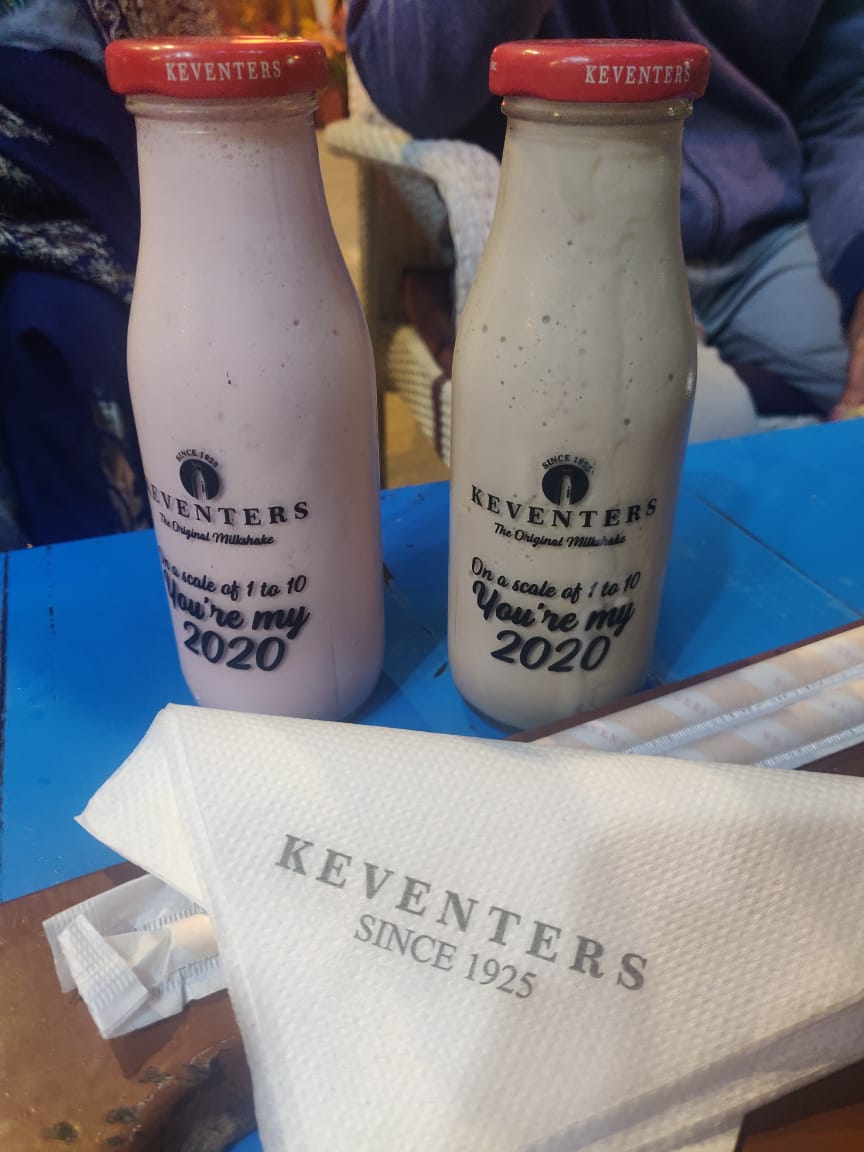 KEVENTERS
KEVENTERS
SINCE 1925
KEVENTERS
The Original Milkshake
On a scale of 1 to 10
You're my
2020
SINCE 1925
KEVENTERS
The Original Milkshake
On a scale of 1 to 10
You're my
2020
KEVENTERS
SINCE 1925